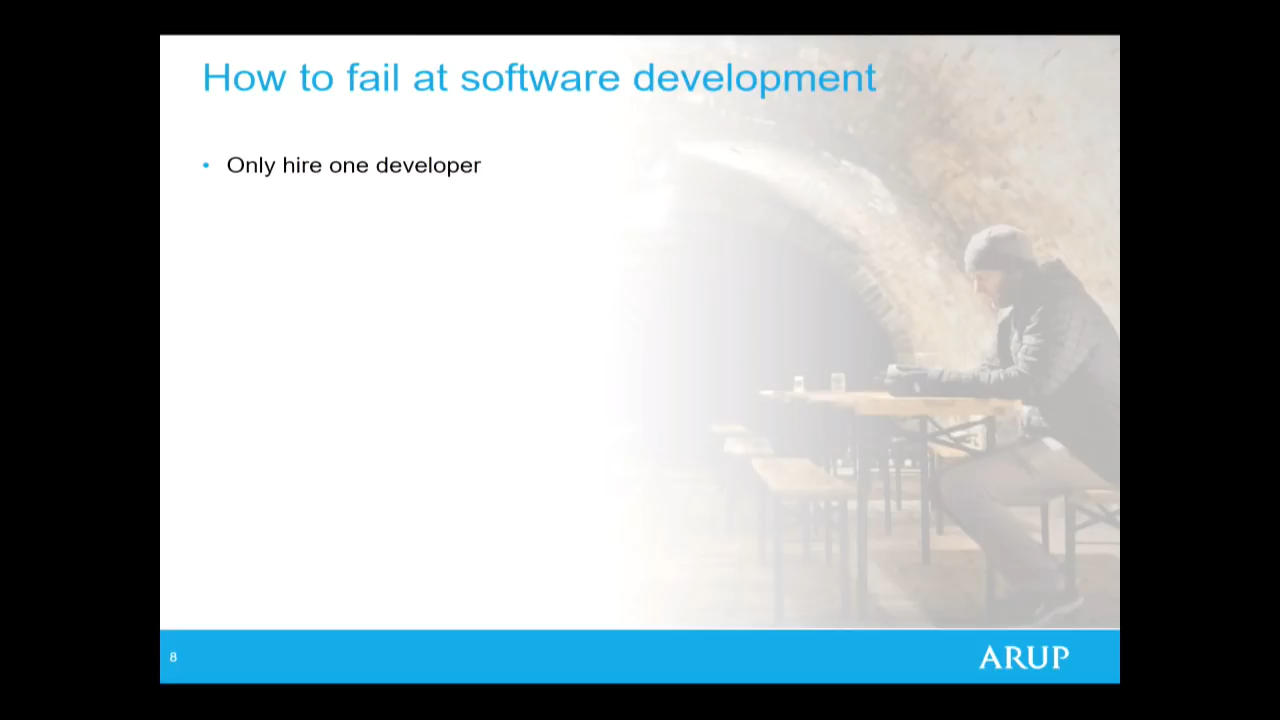 How to fail at software development
• Only hire one developer
8
ARUP